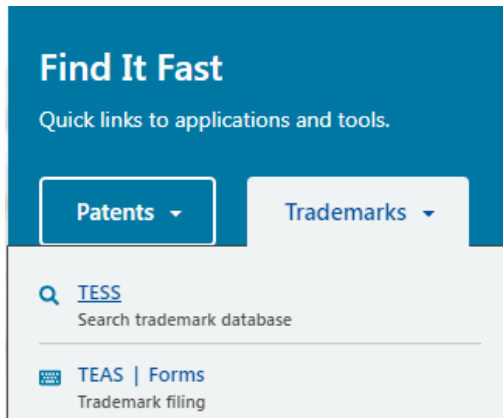 Find It Fast
Quick links to applications and tools.
Patents
Trademarks
TESS
Search trademark database
TEAS | Forms
Trademark filing